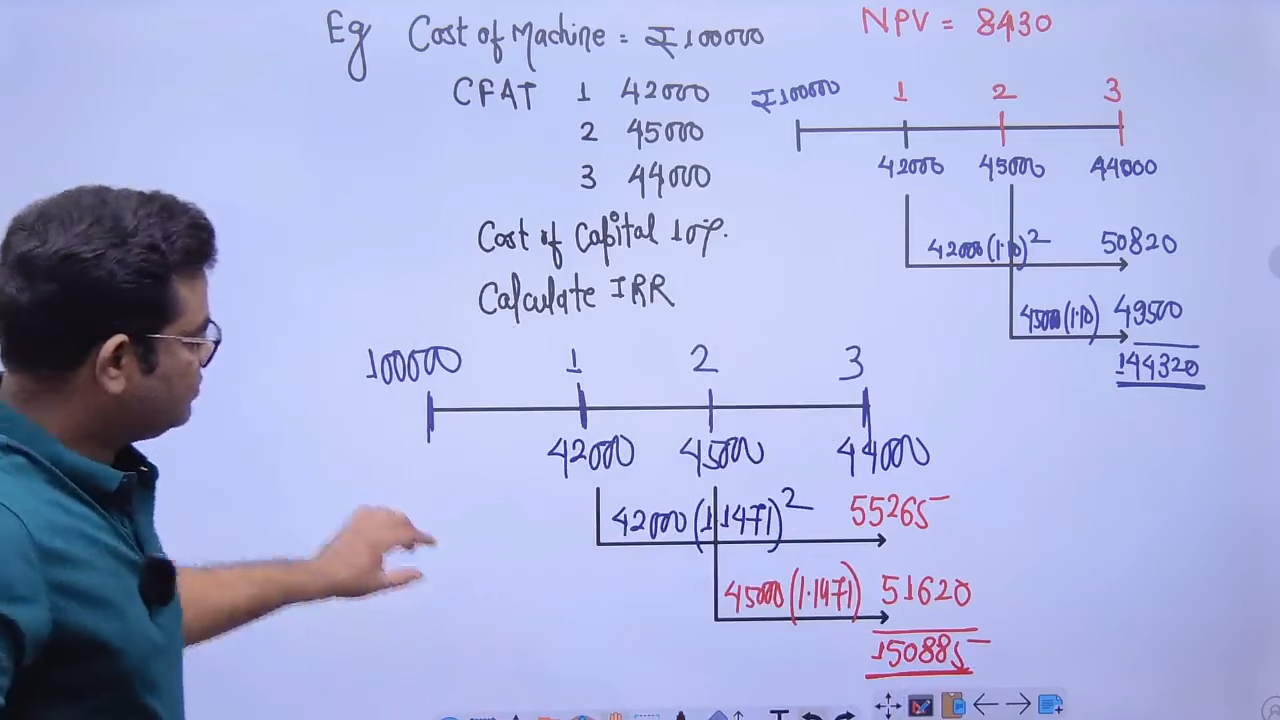 Eg Cost of Machine = ₹100000
NPV = 8430
CFAT 1 42000
2 45000
3 44000
Cost of Capital 10%.
Calculate IRR
₹100000 1 2 3
42000 45000 44000
42000(1.10)² 50820
45000(1.10) 49500
144320
100000 1 2 3
42000 45000 44000
42000(1.1471)² 55265
45000(1.1471) 51620
150885